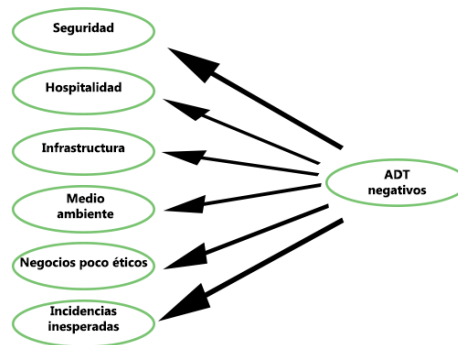 Seguridad
Hospitalidad
Infrastructura
Medio
ambiente
Negocios poco éticos
Incidencias
inesperadas
ADT
negativos